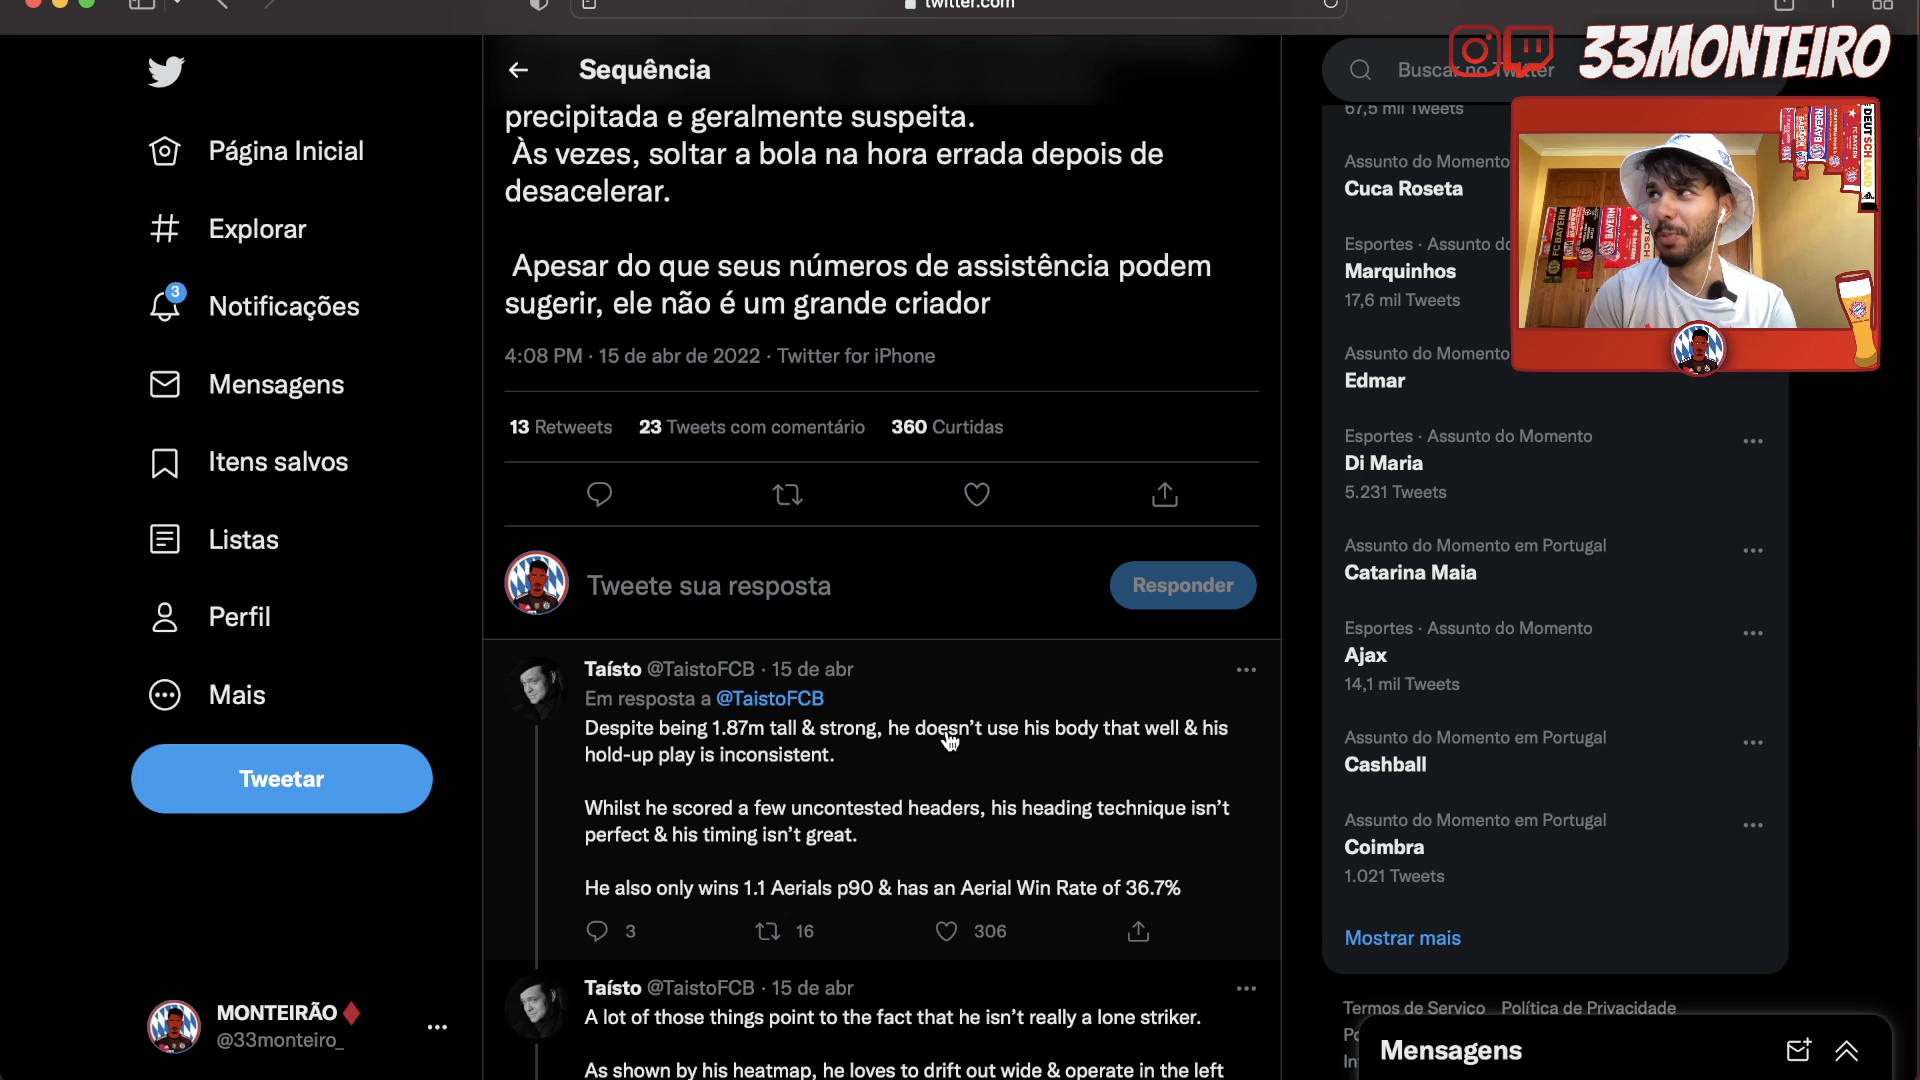 twitter.com
Sequência
precipitada e geralmente suspeita.
Às vezes, soltar a bola na hora errada depois de
desacelerar.
Apesar do que seus números de assistência podem
sugerir, ele não é um grande criador
4:08 PM · 15 de abr de 2022 · Twitter for iPhone
13 Retweets 23 Tweets com comentário 360 Curtidas
Tweete sua resposta
Responder
Taísto @TaistoFCB · 15 de abr
Em resposta a @TaistoFCB
Despite being 1.87m tall & strong, he doesn’t use his body that well & his
hold-up play is inconsistent.
Whilst he scored a few uncontested headers, his heading technique isn’t
perfect & his timing isn’t great.
He also only wins 1.1 Aerials p90 & has an Aerial Win Rate of 36.7%
3 16 306
Taísto @TaistoFCB · 15 de abr
A lot of those things point to the fact that he isn’t really a lone striker.
As shown by his heatmap, he loves to drift out wide & operate in the left
Página Inicial
Explorar
3
Notificações
Mensagens
Itens salvos
Listas
Perfil
Mais
Tweetar
MONTEIRÃO
@33monteiro_
Buscar no Twitter
33MONTEIRO
67,5 mil Tweets
Assunto do Momento
Cuca Roseta
Esportes · Assunto do
Marquinhos
17,6 mil Tweets
Assunto do Momento
Edmar
Esportes · Assunto do Momento
Di Maria
5.231 Tweets
Assunto do Momento em Portugal
Catarina Maia
Esportes · Assunto do Momento
Ajax
14,1 mil Tweets
Assunto do Momento em Portugal
Cashball
Assunto do Momento em Portugal
Coimbra
1.021 Tweets
Mostrar mais
Termos de Serviço Política de Privacidade
Mensagens
DEUTSCHLAND
FC BAYERN
BAYERN